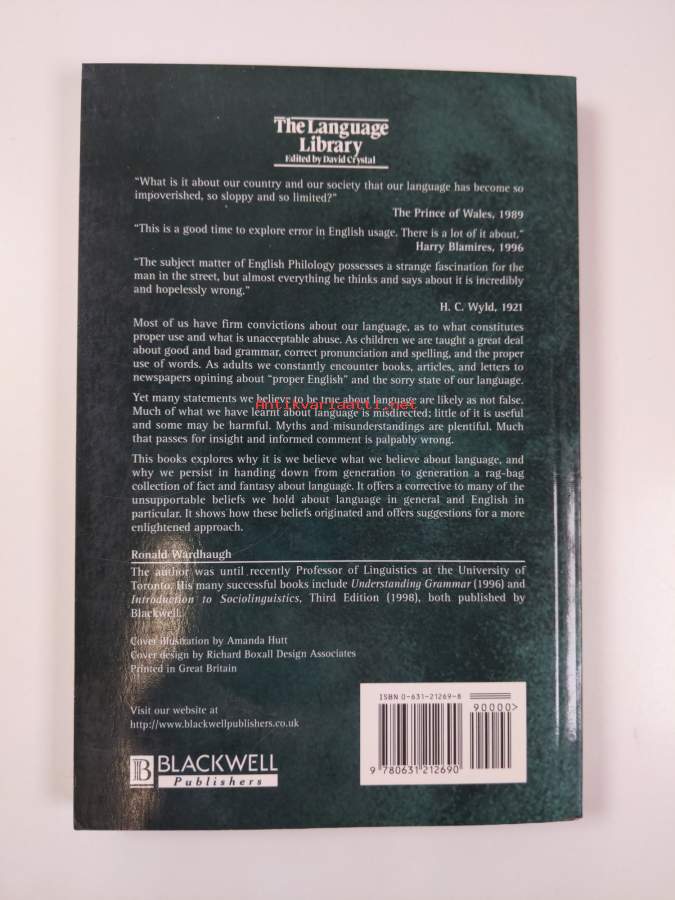 The Language
Library
Edited by David Crystal
“What is it about our country and our society that our language has become so
impoverished, so sloppy and so limited?”
The Prince of Wales, 1989
“This is a good time to explore error in English usage. There is a lot of it about.”
Harry Blamires, 1996
“The subject matter of English Philology possesses a strange fascination for the
man in the street, but almost everything he thinks and says about it is incredibly
and hopelessly wrong.”
H. C. Wyld, 1921
Most of us have firm convictions about our language, as to what constitutes
proper use and what is unacceptable abuse. As children we are taught a great deal
about good and bad grammar, correct pronunciation and spelling, and the proper
use of words. As adults we constantly encounter books, articles, and letters to
newspapers opining about “proper English” and the sorry state of our language.
Yet many statements we believe to be true about language are likely as not false.
Antikvariaatti.net
Much of what we have learnt about language is misdirected; little of it is useful
and some may be harmful. Myths and misunderstandings are plentiful. Much
that passes for insight and informed comment is palpably wrong.
This books explores why it is we believe what we believe about language, and
why we persist in handing down from generation to generation a rag-bag
collection of fact and fantasy about language. It offers a corrective to many of the
unsupportable beliefs we hold about language in general and English in
particular. It shows how these beliefs originated and offers suggestions for a more
enlightened approach.
Ronald Wardhaugh
The author was until recently Professor of Linguistics at the University of
Toronto. His many successful books include Understanding Grammar (1996) and
Introduction to Sociolinguistics, Third Edition (1998), both published by
Blackwell.
Cover illustration by Amanda Hutt
Cover design by Richard Boxall Design Associates
Printed in Great Britain
Visit our website at
http://www.blackwellpublishers.co.uk
B BLACKWELL
Publishers
ISBN 0-631-21269-8
90000>
9 780631 212690